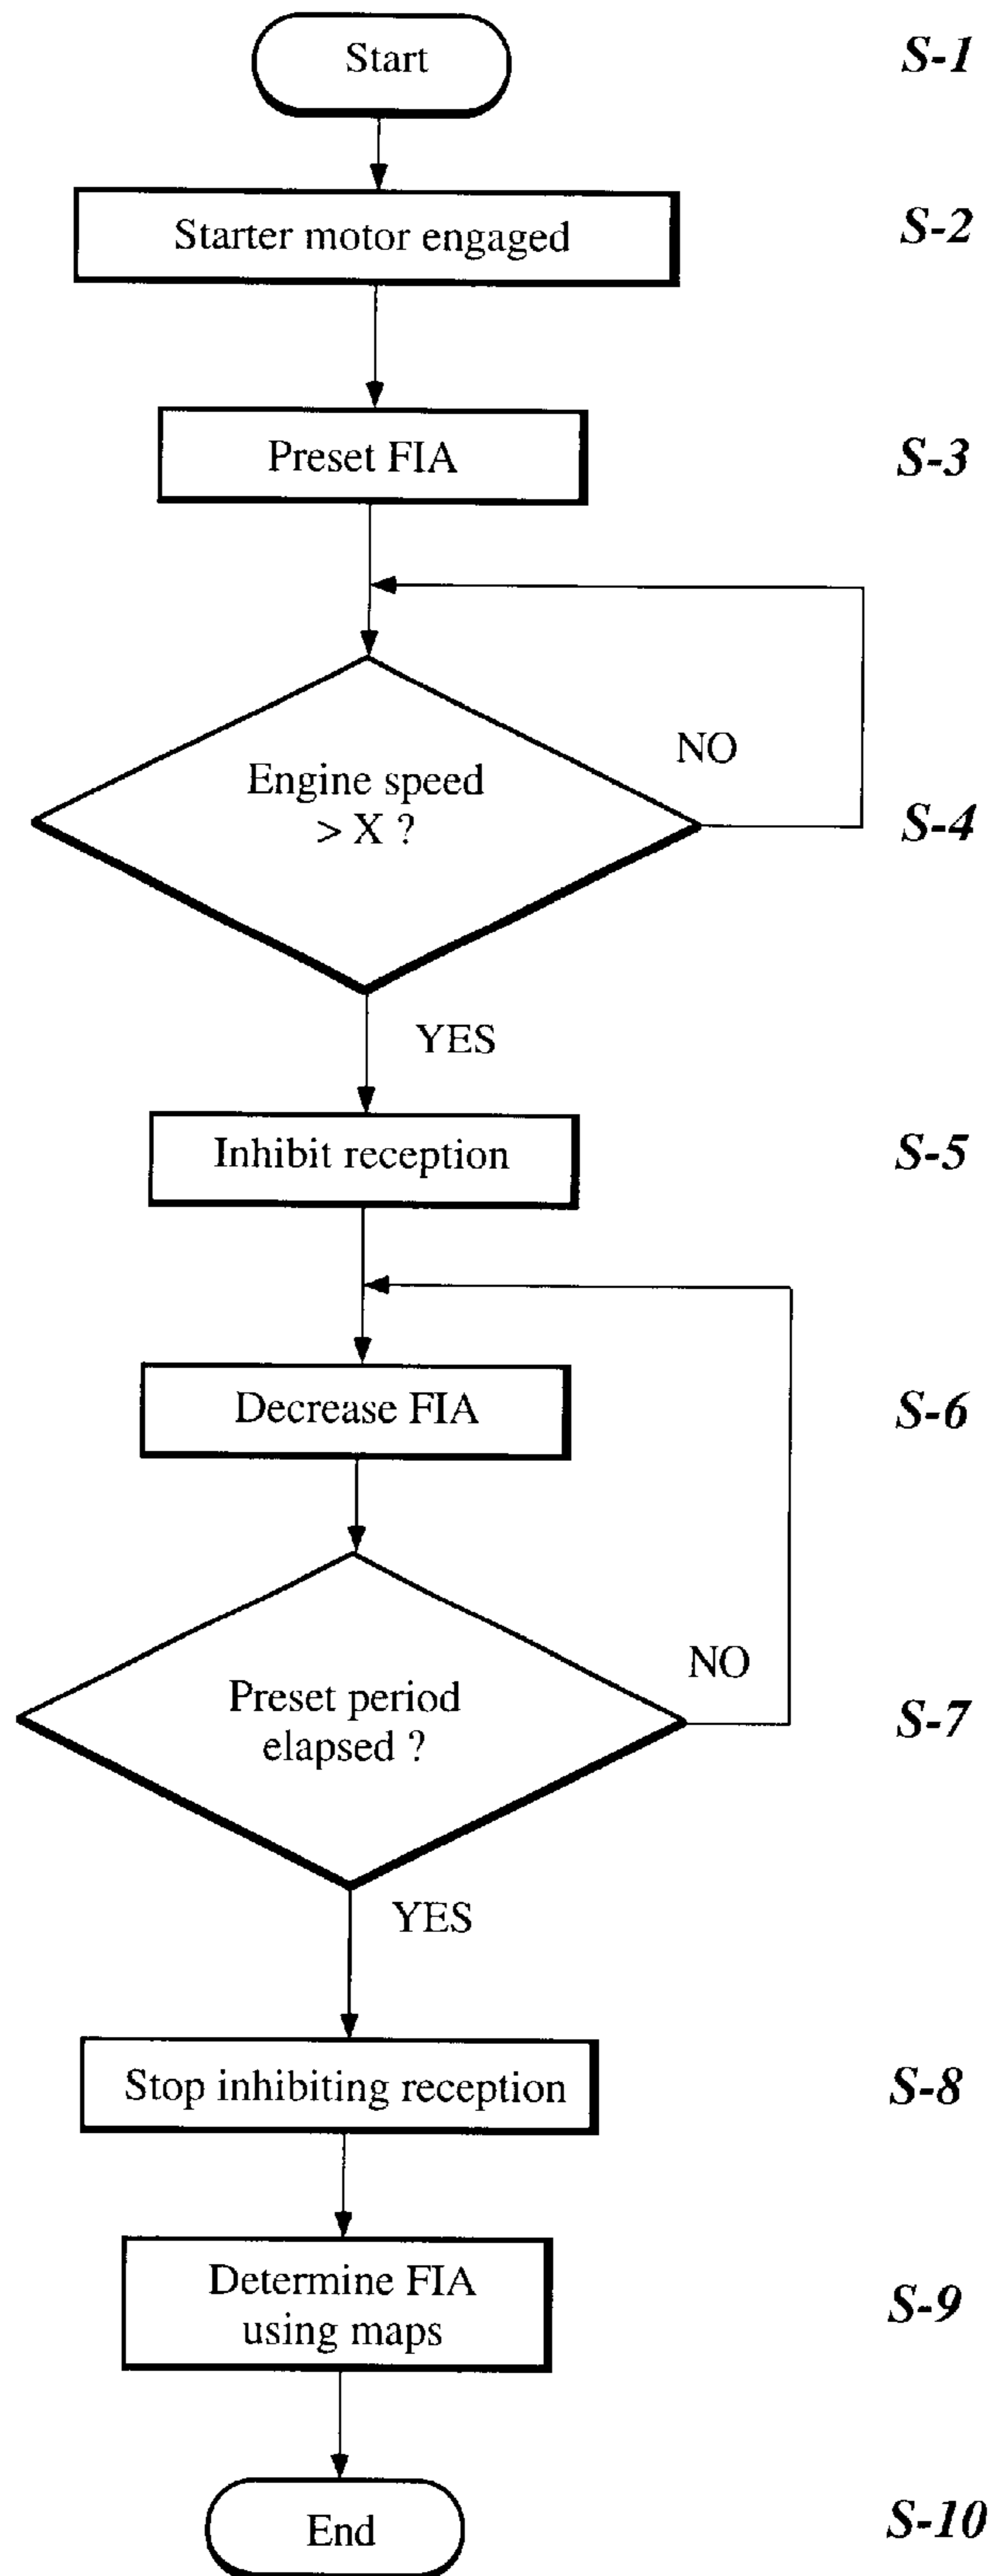 Start
S-1
Starter motor engaged
S-2
Preset FIA
S-3
NO
Engine speed
> X ?
S-4
YES
Inhibit reception
S-5
Decrease FIA
S-6
NO
Preset period
elapsed ?
S-7
YES
Stop inhibiting reception
S-8
Determine FIA
using maps
S-9
End
S-10